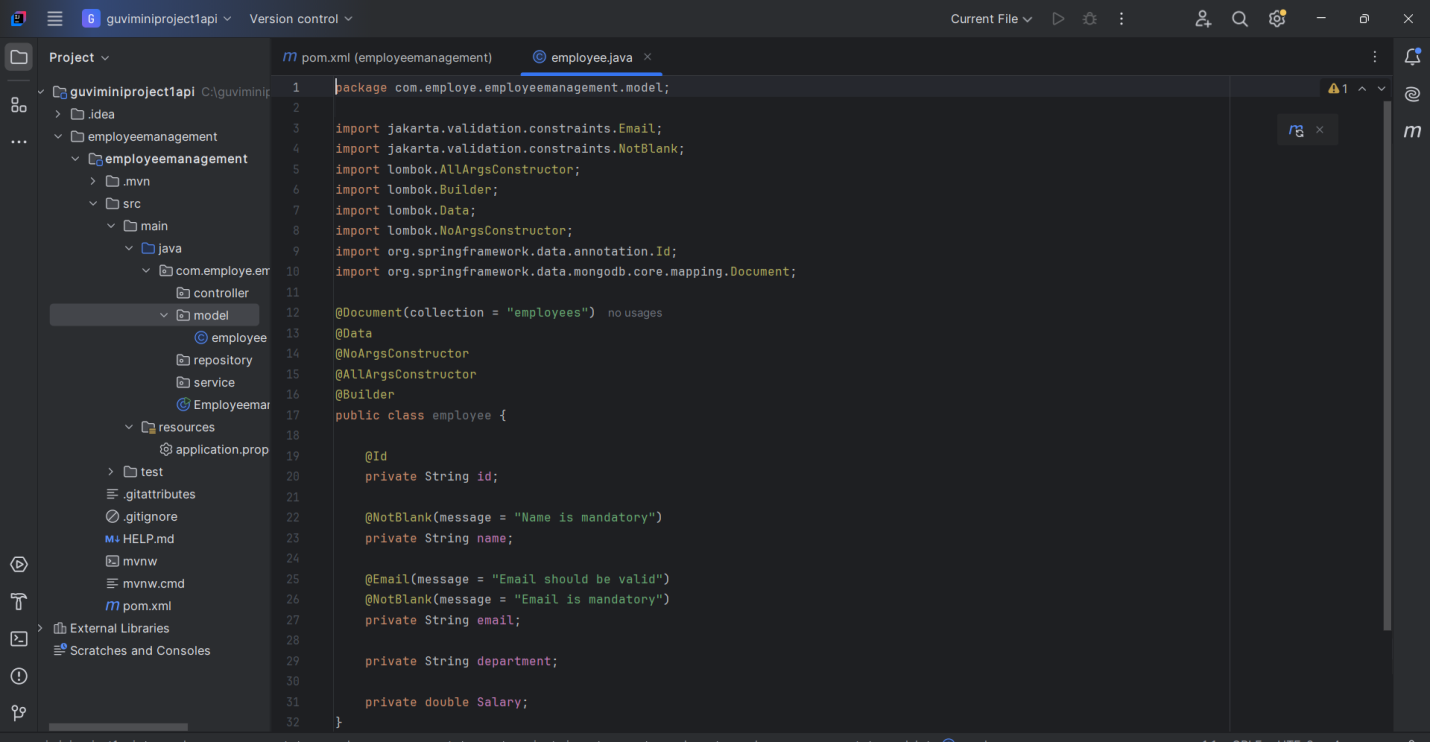 G guviminiproject1api Version control Current File
Project
pom.xml (employeemanagement) employee.java
guviminiproject1api C:\guviminip
.idea
employeemanagement
employeemanagement
.mvn
src
main
java
com.employe.em
controller
model
employee
repository
service
Employeemar
resources
application.prop
test
.gitattributes
.gitignore
M↓ HELP.md
mvnw
mvnw.cmd
m pom.xml
External Libraries
Scratches and Consoles
1 package com.employe.employeemanagement.model; 1
2
3 import jakarta.validation.constraints.Email;
4 import jakarta.validation.constraints.NotBlank;
5 import lombok.AllArgsConstructor;
6 import lombok.Builder;
7 import lombok.Data;
8 import lombok.NoArgsConstructor;
9 import org.springframework.data.annotation.Id;
10 import org.springframework.data.mongodb.core.mapping.Document;
11
12 @Document(collection = "employees") no usages
13 @Data
14 @NoArgsConstructor
15 @AllArgsConstructor
16 @Builder
17 public class employee {
18
19 @Id
20 private String id;
21
22 @NotBlank(message = "Name is mandatory")
23 private String name;
24
25 @Email(message = "Email should be valid")
26 @NotBlank(message = "Email is mandatory")
27 private String email;
28
29 private String department;
30
31 private double Salary;
32 }